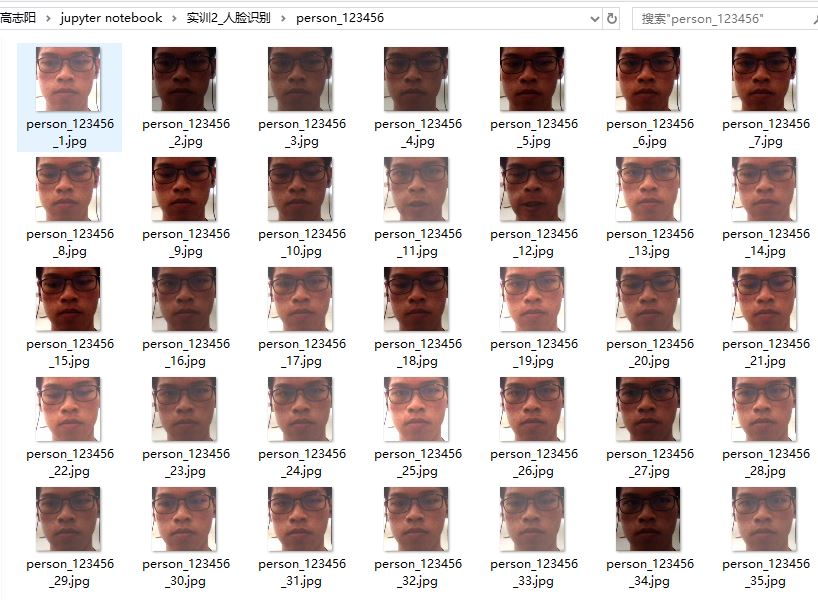 高志阳 > jupyter notebook > 实训2_人脸识别 > person_123456
搜索"person_123456"
person_123456_1.jpg
person_123456_2.jpg
person_123456_3.jpg
person_123456_4.jpg
person_123456_5.jpg
person_123456_6.jpg
person_123456_7.jpg
person_123456_8.jpg
person_123456_9.jpg
person_123456_10.jpg
person_123456_11.jpg
person_123456_12.jpg
person_123456_13.jpg
person_123456_14.jpg
person_123456_15.jpg
person_123456_16.jpg
person_123456_17.jpg
person_123456_18.jpg
person_123456_19.jpg
person_123456_20.jpg
person_123456_21.jpg
person_123456_22.jpg
person_123456_23.jpg
person_123456_24.jpg
person_123456_25.jpg
person_123456_26.jpg
person_123456_27.jpg
person_123456_28.jpg
person_123456_29.jpg
person_123456_30.jpg
person_123456_31.jpg
person_123456_32.jpg
person_123456_33.jpg
person_123456_34.jpg
person_123456_35.jpg